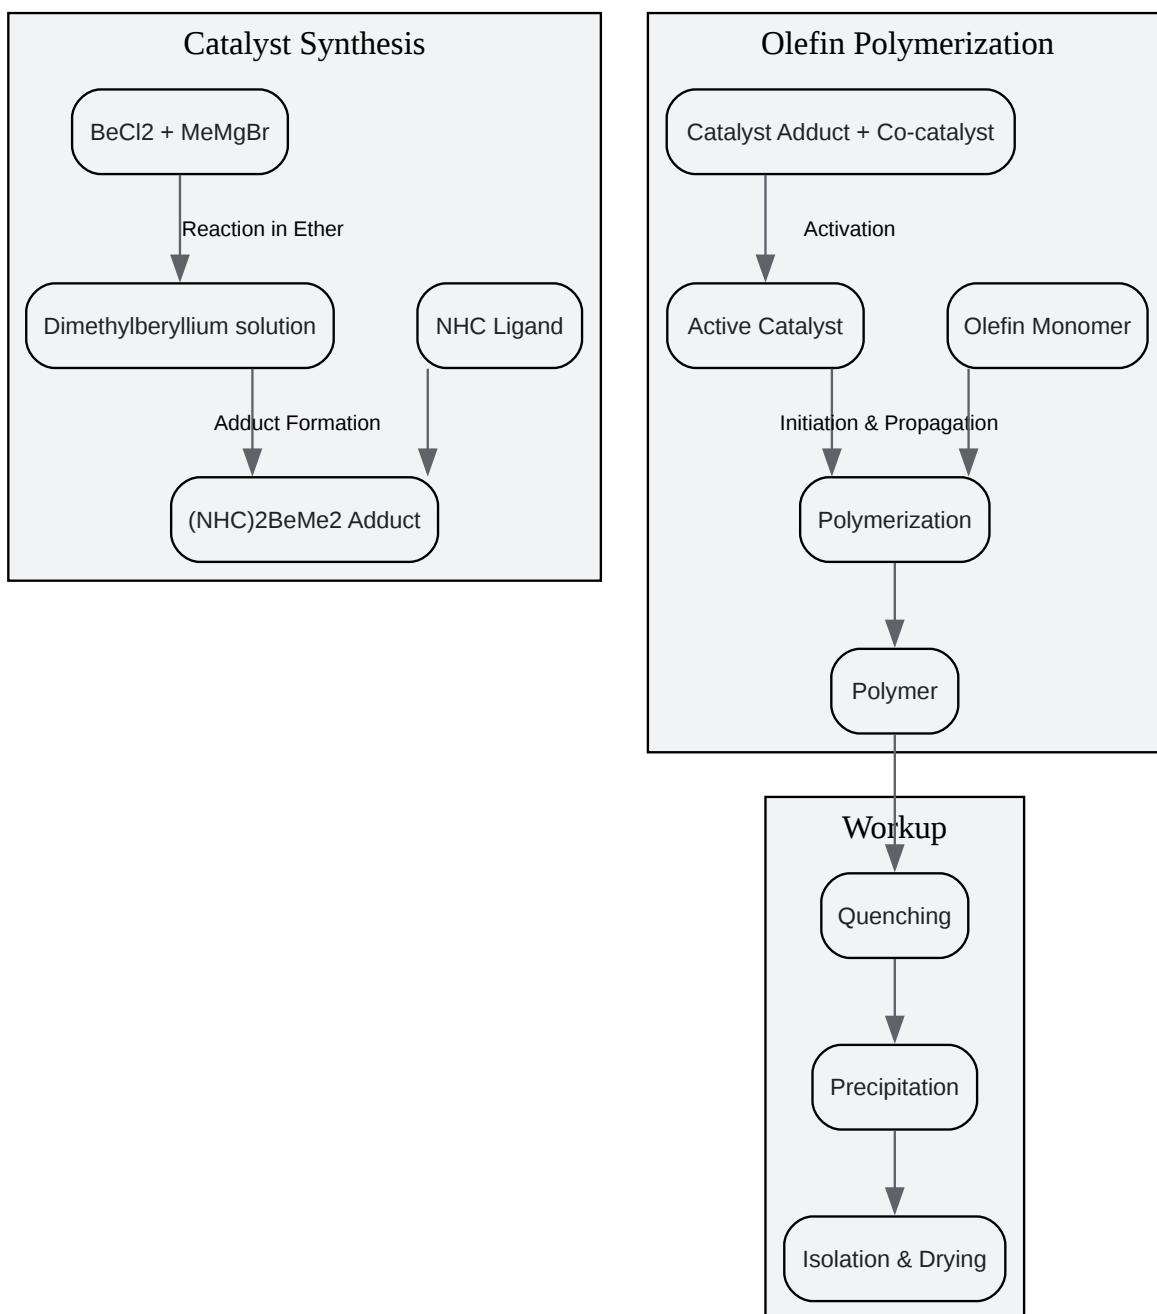 Catalyst Synthesis
BeCl2 + MeMgBr
Reaction in Ether
Dimethylberyllium solution
NHC Ligand
Adduct Formation
(NHC)2BeMe2 Adduct
Olefin Polymerization
Catalyst Adduct + Co-catalyst
Activation
Active Catalyst
Olefin Monomer
Initiation & Propagation
Polymerization
Polymer
Workup
Quenching
Precipitation
Isolation & Drying